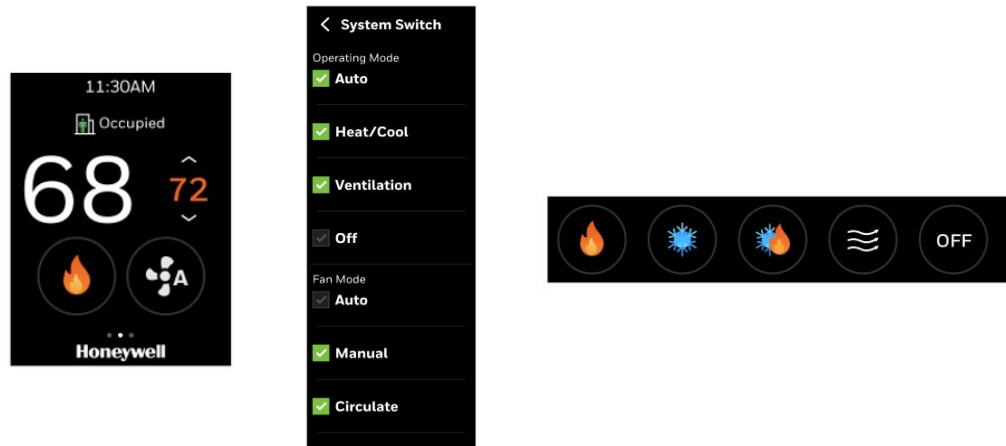 11:30AM
Occupied
68
72
A
Honeywell
System Switch
Operating Mode
Auto
Heat/Cool
Ventilation
Off
Fan Mode
Auto
Manual
Circulate
OFF